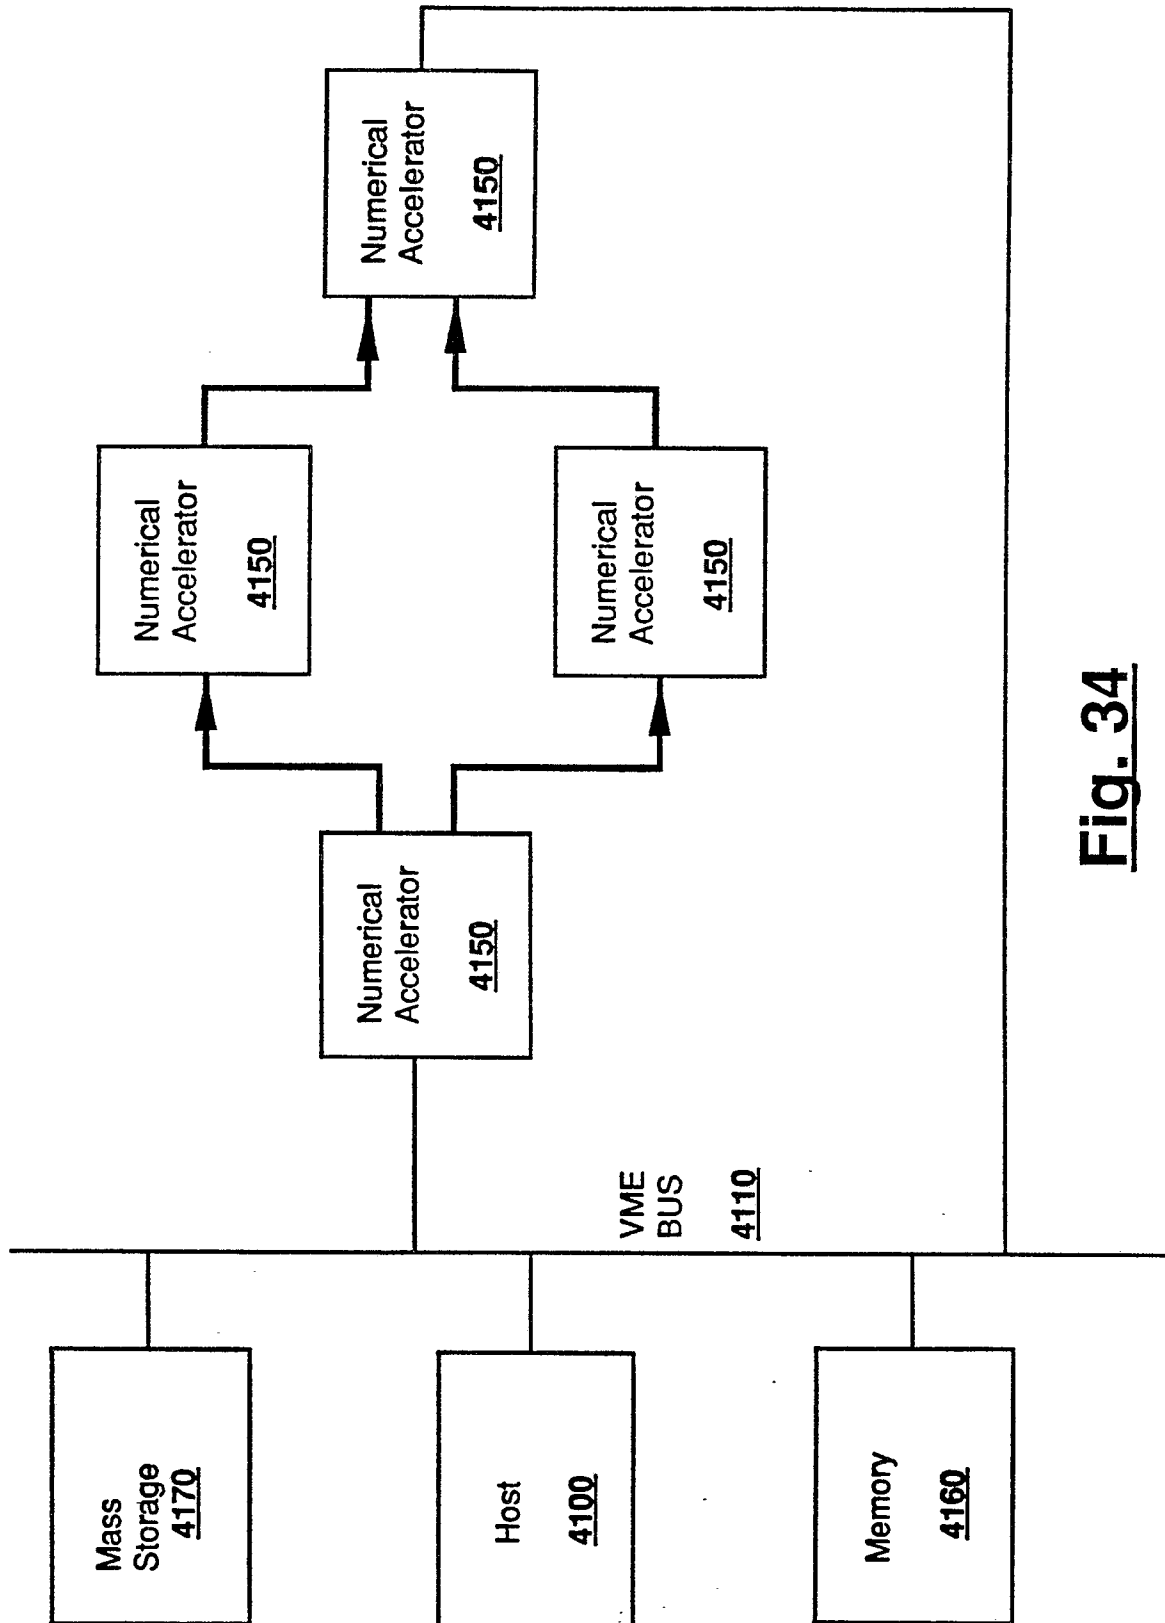 Mass
Storage
4170
Host
4100
Memory
4160
VME
BUS
4110
Numerical
Accelerator
4150
Numerical
Accelerator
4150
Numerical
Accelerator
4150
Numerical
Accelerator
4150
Fig. 34